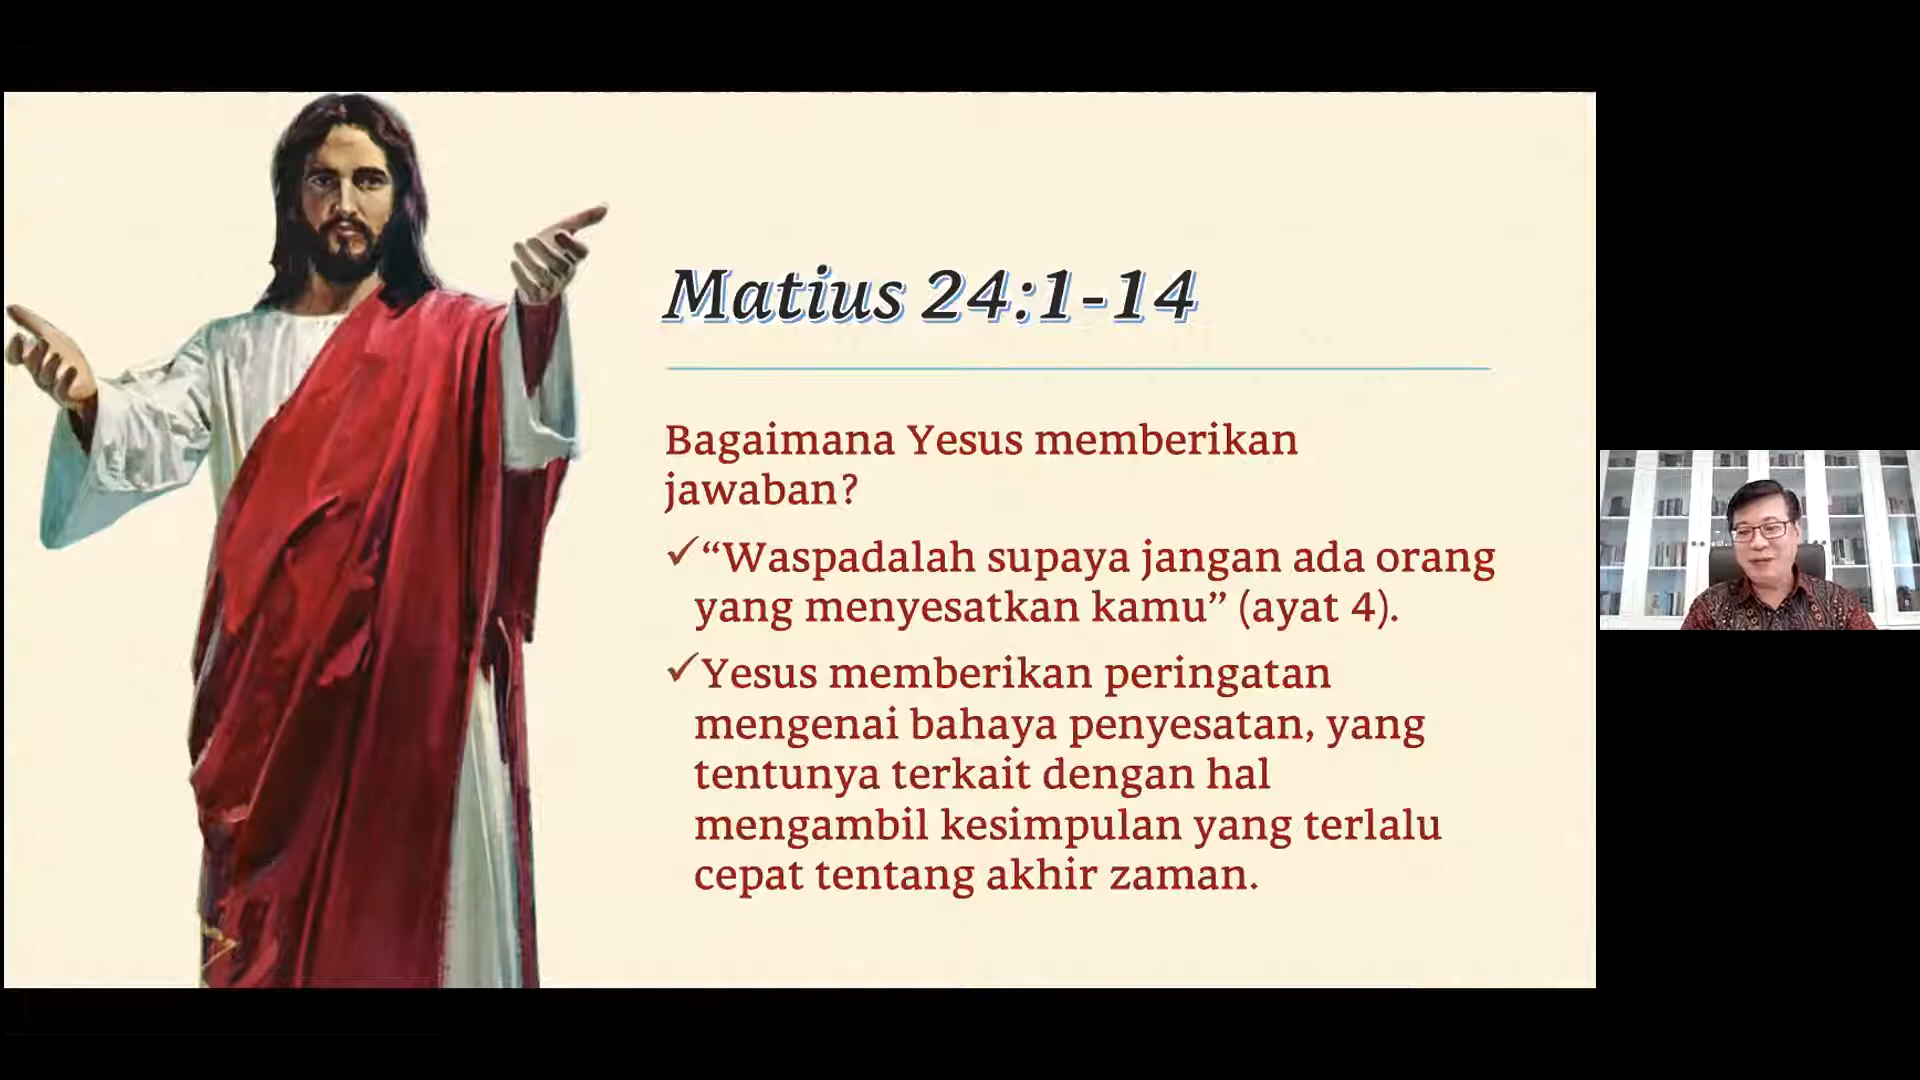 Matius 24:1-14
Bagaimana Yesus memberikan
jawaban?
✓“Waspadalah supaya jangan ada orang
yang menyesatkan kamu” (ayat 4).
✓Yesus memberikan peringatan
mengenai bahaya penyesatan, yang
tentunya terkait dengan hal
mengambil kesimpulan yang terlalu
cepat tentang akhir zaman.